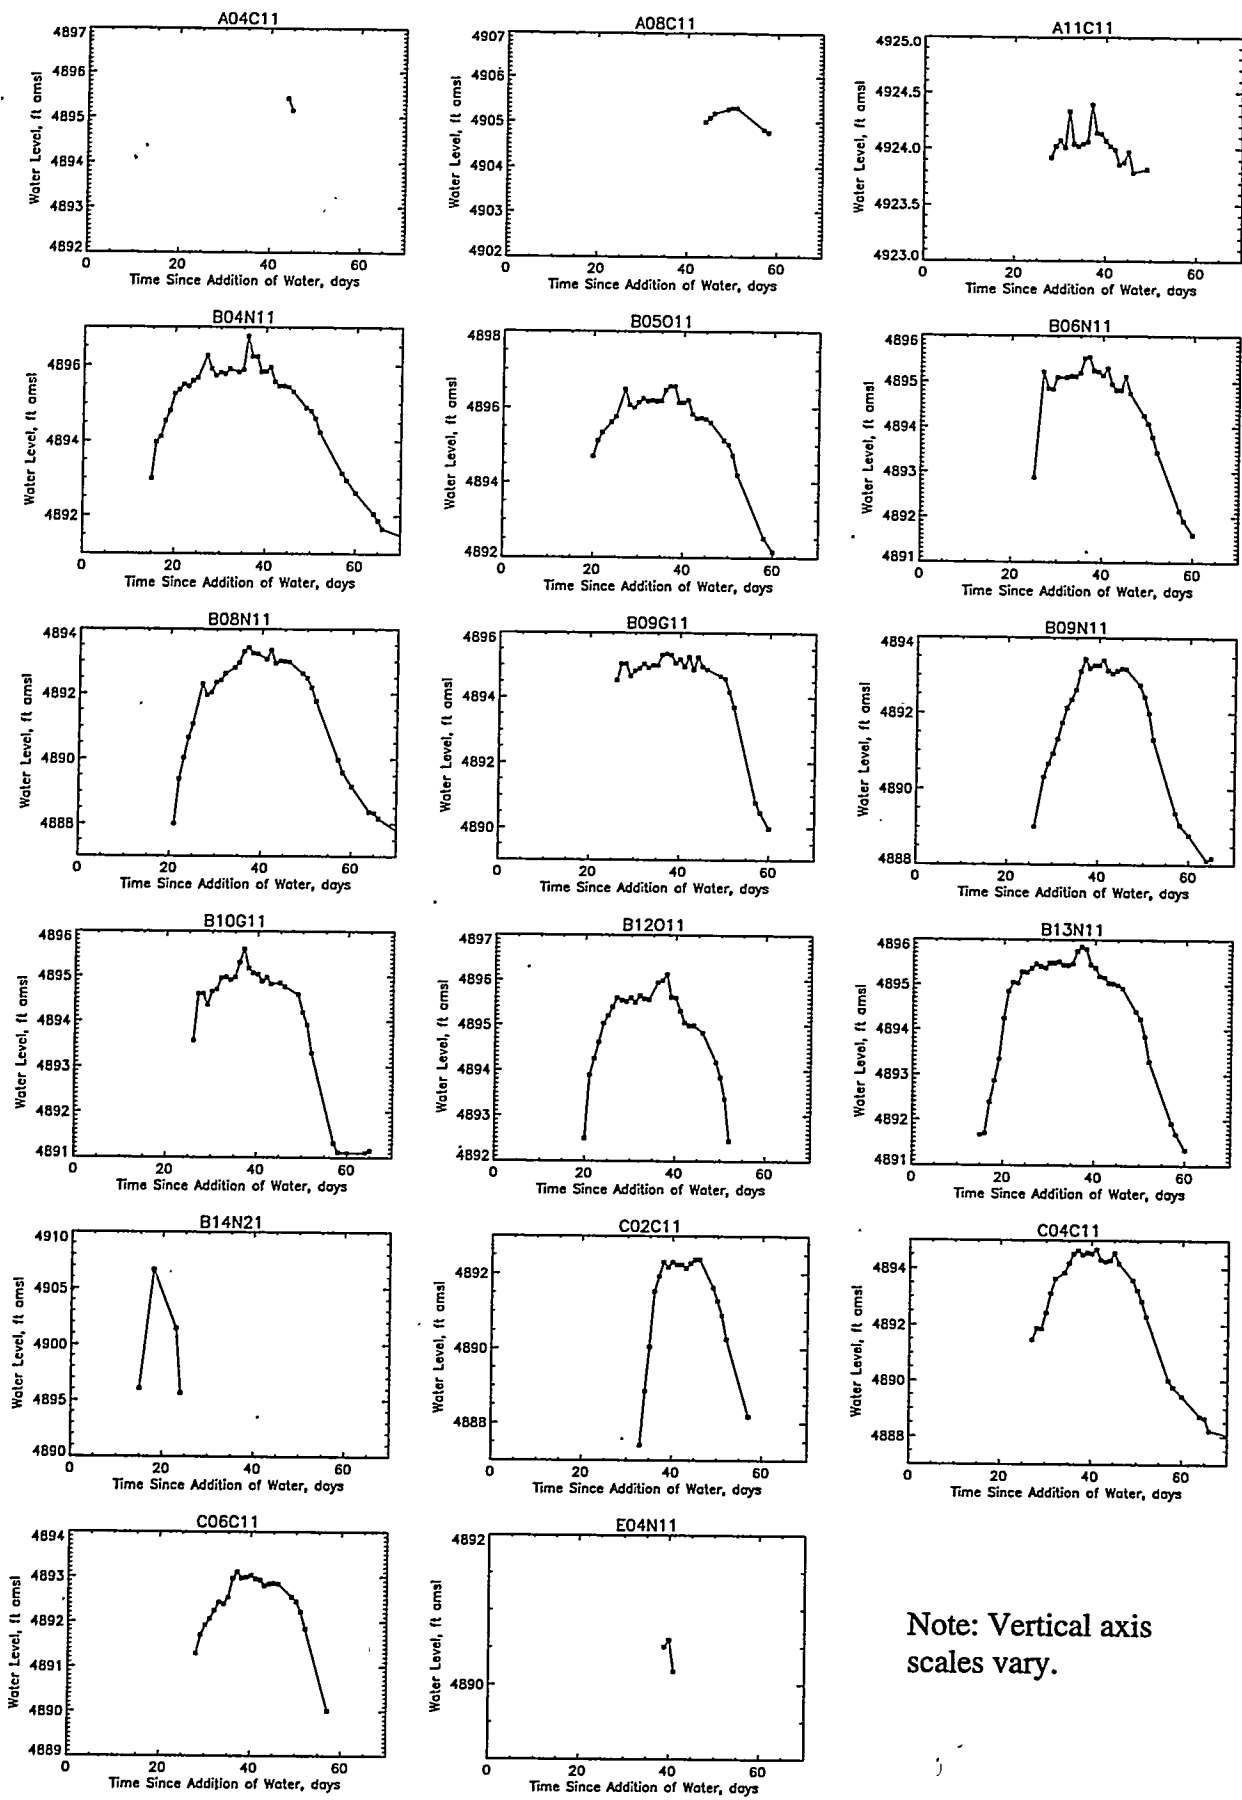 A04C11
Water Level, ft amsl
4897
4896
4895
4894
4893
4892
0 20 40 60
Time Since Addition of Water, days
A08C11
Water Level, ft amsl
4907
4906
4905
4904
4903
4902
0 20 40 60
Time Since Addition of Water, days
A11C11
Water Level, ft amsl
4925.0
4924.5
4924.0
4923.5
4923.0
0 20 40 60
Time Since Addition of Water, days
B04N11
Water Level, ft amsl
4896
4894
4892
0 20 40 60
Time Since Addition of Water, days
B05O11
Water Level, ft amsl
4898
4896
4894
4892
0 20 40 60
Time Since Addition of Water, days
B06N11
Water Level, ft amsl
4896
4895
4894
4893
4892
4891
0 20 40 60
Time Since Addition of Water, days
B08N11
Water Level, ft amsl
4894
4892
4890
4888
0 20 40 60
Time Since Addition of Water, days
B09G11
Water Level, ft amsl
4896
4894
4892
4890
0 20 40 60
Time Since Addition of Water, days
B09N11
Water Level, ft amsl
4894
4892
4890
4888
0 20 40 60
Time Since Addition of Water, days
B10G11
Water Level, ft amsl
4896
4895
4894
4893
4892
4891
0 20 40 60
Time Since Addition of Water, days
B12O11
Water Level, ft amsl
4897
4896
4895
4894
4893
4892
0 20 40 60
Time Since Addition of Water, days
B13N11
Water Level, ft amsl
4896
4895
4894
4893
4892
4891
0 20 40 60
Time Since Addition of Water, days
B14N21
Water Level, ft amsl
4910
4905
4900
4895
4890
0 20 40 60
Time Since Addition of Water, days
C02C11
Water Level, ft amsl
4892
4890
4888
0 20 40 60
Time Since Addition of Water, days
C04C11
Water Level, ft amsl
4894
4892
4890
4888
0 20 40 60
Time Since Addition of Water, days
C06C11
Water Level, ft amsl
4894
4893
4892
4891
4890
4889
0 20 40 60
Time Since Addition of Water, days
E04N11
Water Level, ft amsl
4892
4890
0 20 40 60
Time Since Addition of Water, days
Note: Vertical axis
scales vary.